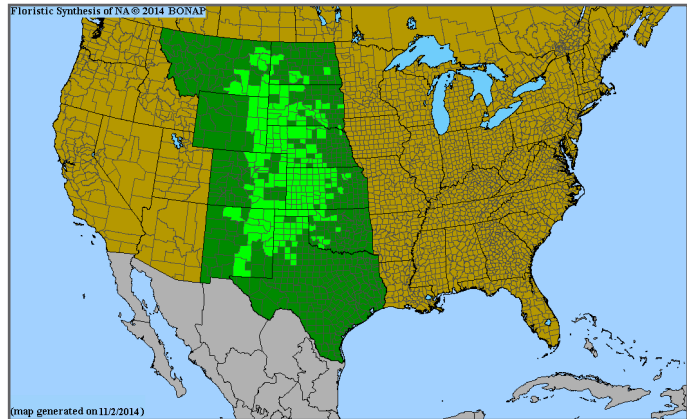 Floristic Synthesis of NA © 2014 BONAP
(map generated on 11/2/2014 )